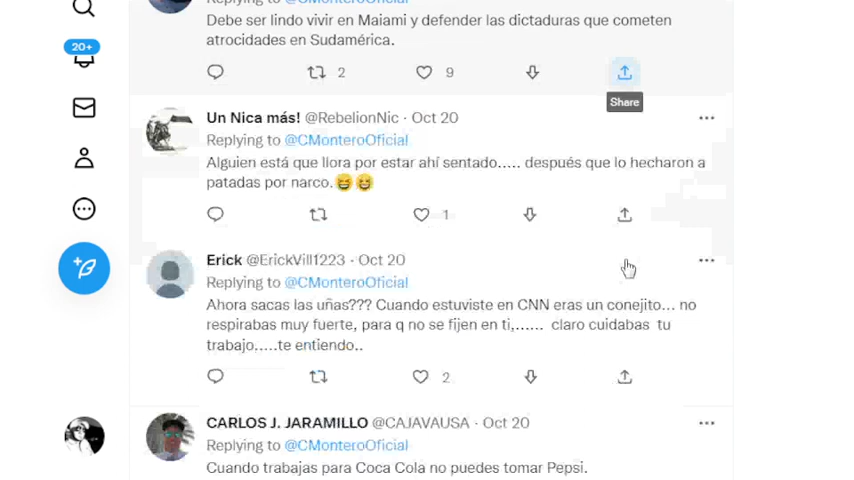 Debe ser lindo vivir en Maiami y defender las dictaduras que cometen
atrocidades en Sudamérica.
20+
2
9
Share
Un Nica más! @RebelionNic · Oct 20
Replying to @CMonteroOficial
Alguien está que llora por estar ahí sentado..... después que lo hecharon a
patadas por narco.😆😆
1
Erick @ErickVill1223 · Oct 20
Replying to @CMonteroOficial
Ahora sacas las uñas??? Cuando estuviste en CNN eras un conejito... no
respirabas muy fuerte, para q no se fijen en ti,...... claro cuidabas tu
trabajo.....te entiendo..
2
CARLOS J. JARAMILLO @CAJAVAUSA · Oct 20
Replying to @CMonteroOficial
Cuando trabajas para Coca Cola no puedes tomar Pepsi.